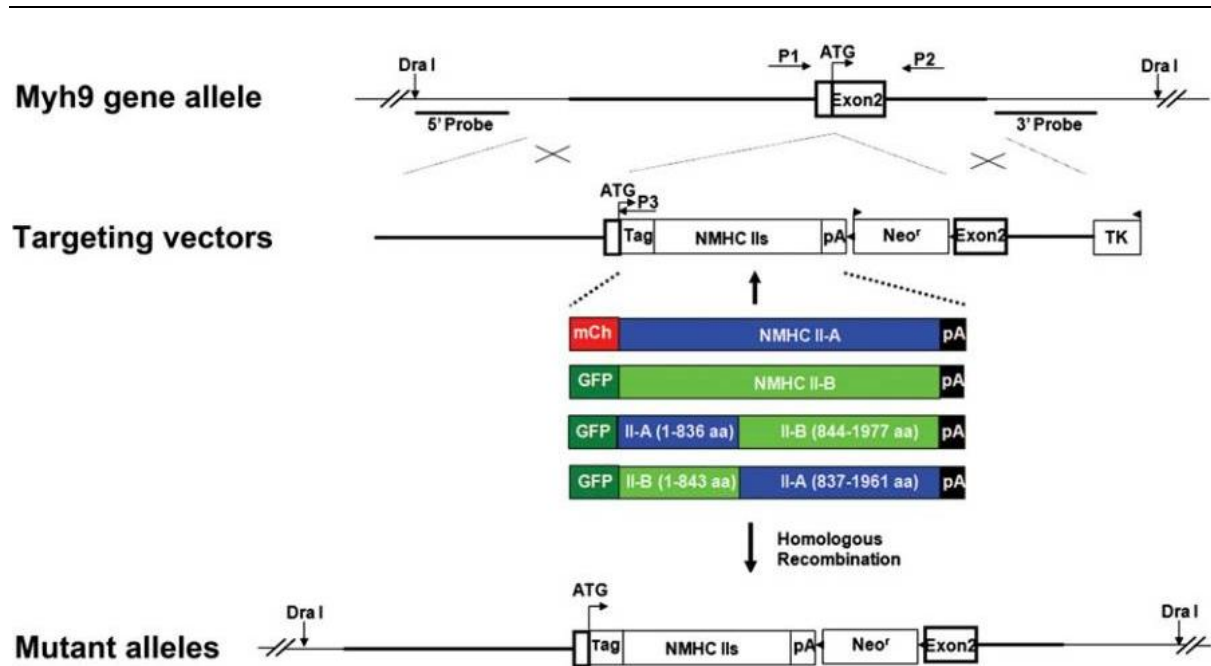 P1 ATG P2
Dra I Dra I
Myh9 gene allele Exon2
5' Probe 3' Probe
ATG
P3
Targeting vectors Tag NMHC IIs pA Neoʳ Exon2 TK
mCh NMHC II-A pA
GFP NMHC II-B pA
GFP II-A (1-836 aa) II-B (844-1977 aa) pA
GFP II-B (1-843 aa) II-A (837-1961 aa) pA
Homologous
Recombination
ATG
Dra I Dra I
Mutant alleles Tag NMHC IIs pA Neoʳ Exon2